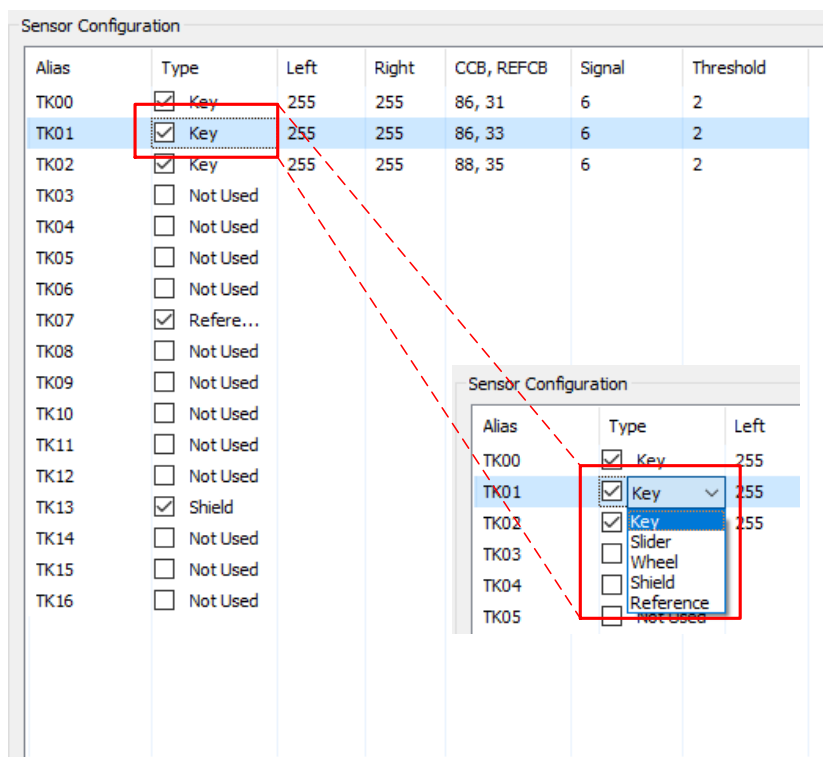 Sensor Configuration
Alias Type Left Right CCB, REFCB Signal Threshold
TK00 Key 255 255 86, 31 6 2
TK01 Key 255 255 86, 33 6 2
TK02 Key 255 255 88, 35 6 2
TK03 Not Used
TK04 Not Used
TK05 Not Used
TK06 Not Used
TK07 Refere...
TK08 Not Used
TK09 Not Used
TK10 Not Used
TK11 Not Used
TK12 Not Used
TK13 Shield
TK14 Not Used
TK15 Not Used
TK16 Not Used
Sensor Configuration
Alias Type Left
TK00 Key 255
TK01 Key 255
TK02 Key 255
Slider
TK03 Wheel
TK04 Shield
Reference
TK05 Not Used